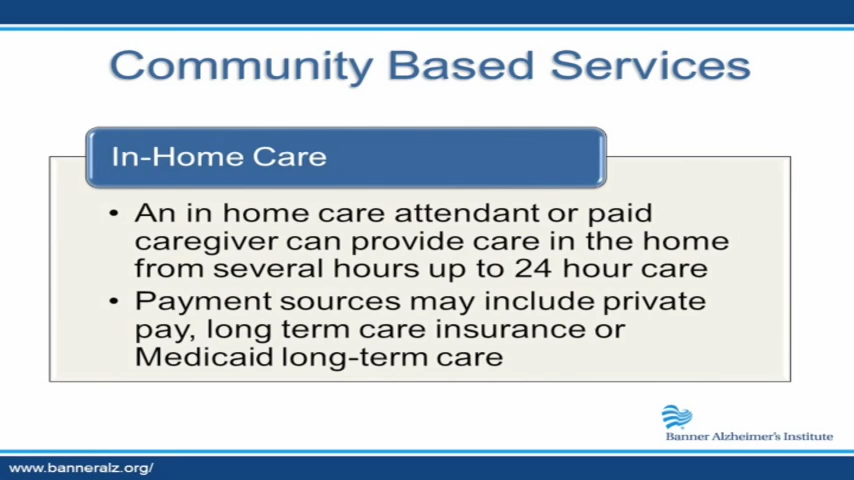 Community Based Services
In-Home Care
• An in home care attendant or paid
caregiver can provide care in the home
from several hours up to 24 hour care
• Payment sources may include private
pay, long term care insurance or
Medicaid long-term care
Banner Alzheimer's Institute
www.banneralz.org/